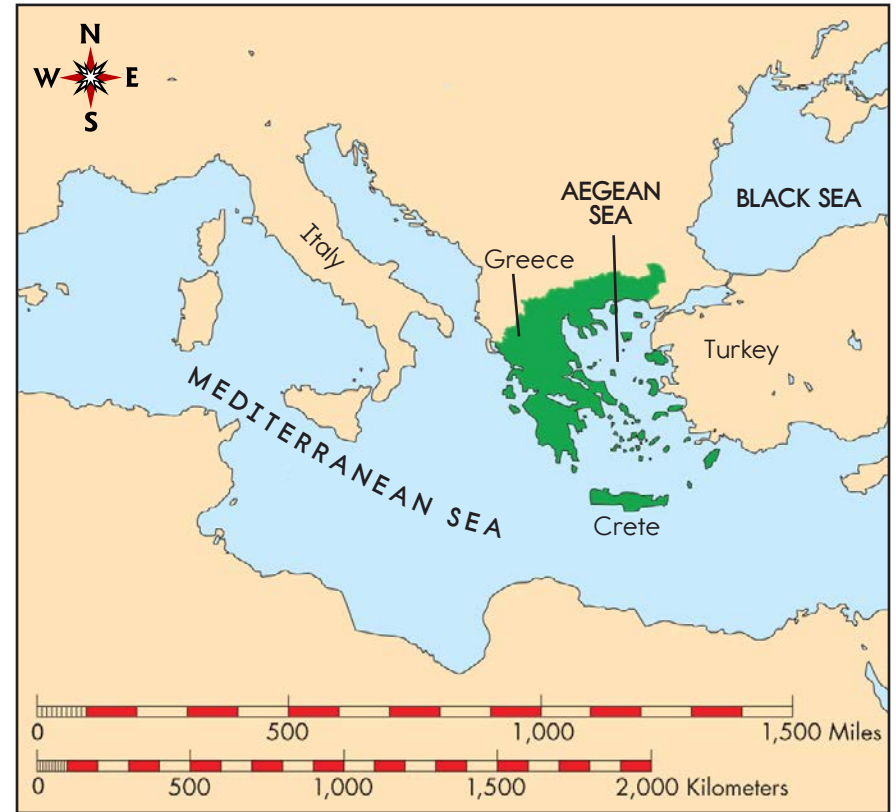 N
W E
S
AEGEAN
SEA
BLACK SEA
Greece
Italy
Turkey
MEDITERRANEAN SEA
Crete
0 500 1,000 1,500 Miles
0 500 1,000 1,500 2,000 Kilometers